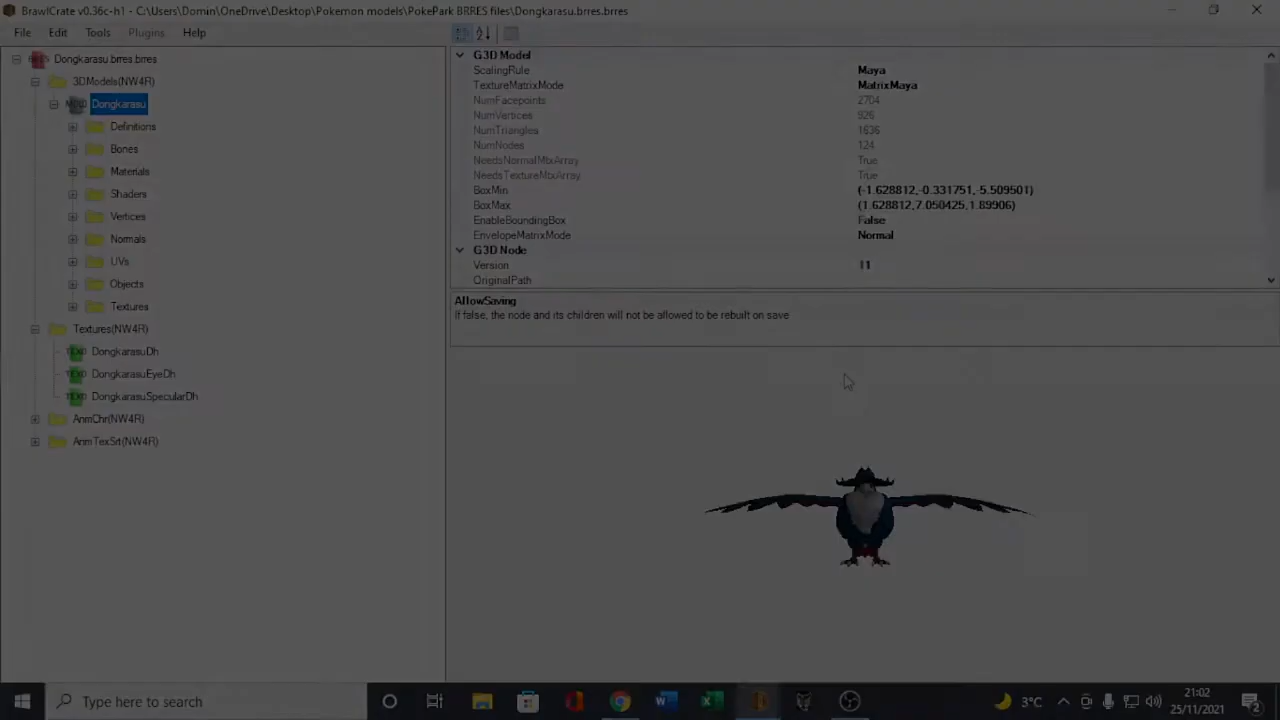 BrawlCrate v0.36c-h1 - C:\Users\Domin\OneDrive\Desktop\Pokemon models\PokePark BRRES files\Dongkarasu.brres.brres
File Edit Tools Plugins Help
Dongkarasu.brres.brres
3DModels(NW4R)
Dongkarasu
Definitions
Bones
Materials
Shaders
Vertices
Normals
UVs
Objects
Textures
Textures(NW4R)
DongkarasuDh
DongkarasuEyeDh
DongkarasuSpecularDh
AnmChr(NW4R)
AnmTexSrt(NW4R)
G3D Model
ScalingRule Maya
TextureMatrixMode MatrixMaya
NumFacepoints 2704
NumVertices 926
NumTriangles 1636
NumNodes 124
NeedsNormalMtxArray True
NeedsTextureMtxArray True
BoxMin (-1.628812,-0.331751,-5.509501)
BoxMax (1.628812,7.050425,1.89906)
EnableBoundingBox False
EnvelopeMatrixMode Normal
G3D Node
Version 11
OriginalPath
AllowSaving
If false, the node and its children will not be allowed to be rebuilt on save
Type here to search
3°C
21:02
25/11/2021
2